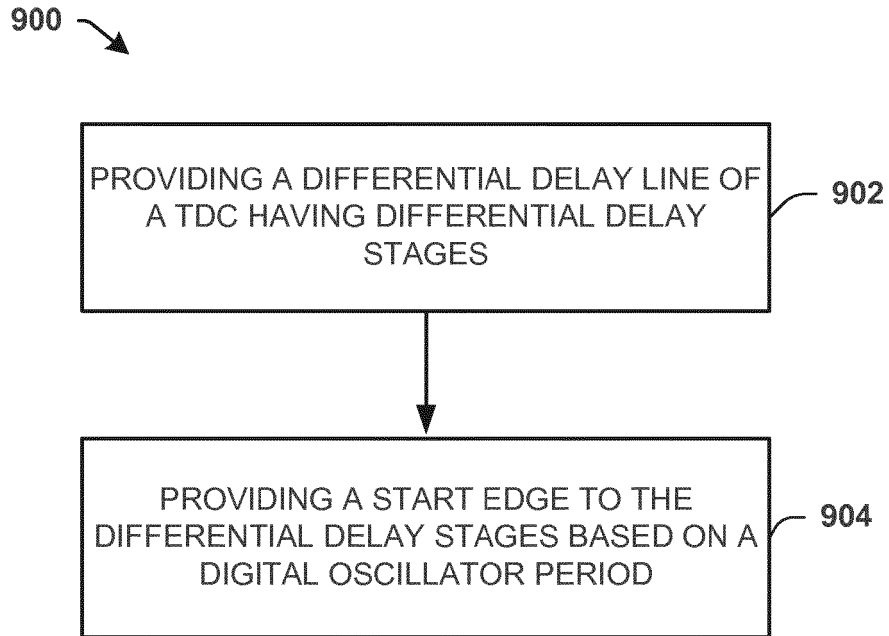 900
PROVIDING A DIFFERENTIAL DELAY LINE OF
A TDC HAVING DIFFERENTIAL DELAY
STAGES
902
PROVIDING A START EDGE TO THE
DIFFERENTIAL DELAY STAGES BASED ON A
DIGITAL OSCILLATOR PERIOD
904